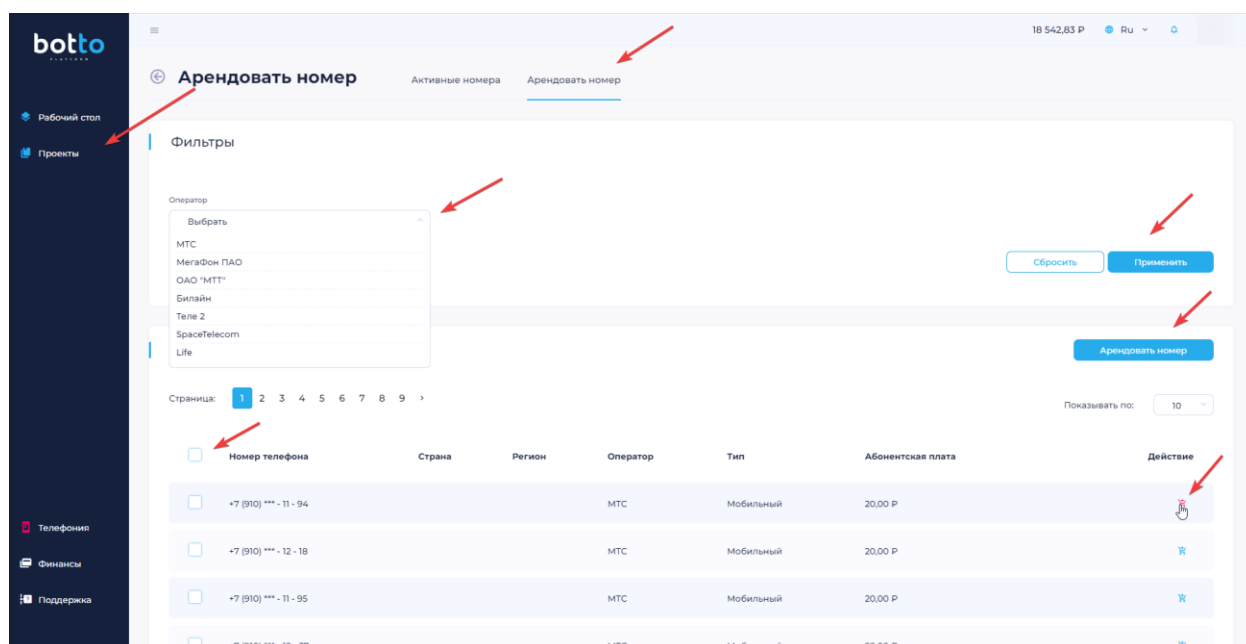 botto
PLATFORM
18 542,83 ₽ Ru
Арендовать номер Активные номера Арендовать номер
Рабочий стол
Проекты
Фильтры
Оператор
Выбрать
МТС
МегаФон ПАО
ОАО "МТТ"
Билайн
Теле 2
SpaceTelecom
Life
Сбросить Применить
Арендовать номер
Страница: 1 2 3 4 5 6 7 8 9 >
Показывать по: 10
Номер телефона Страна Регион Оператор Тип Абонентская плата Действие
+7 (910) *** - 11 - 94 МТС Мобильный 20,00 ₽
+7 (910) *** - 12 - 18 МТС Мобильный 20,00 ₽
+7 (910) *** - 11 - 95 МТС Мобильный 20,00 ₽
Телефония
Финансы
Поддержка